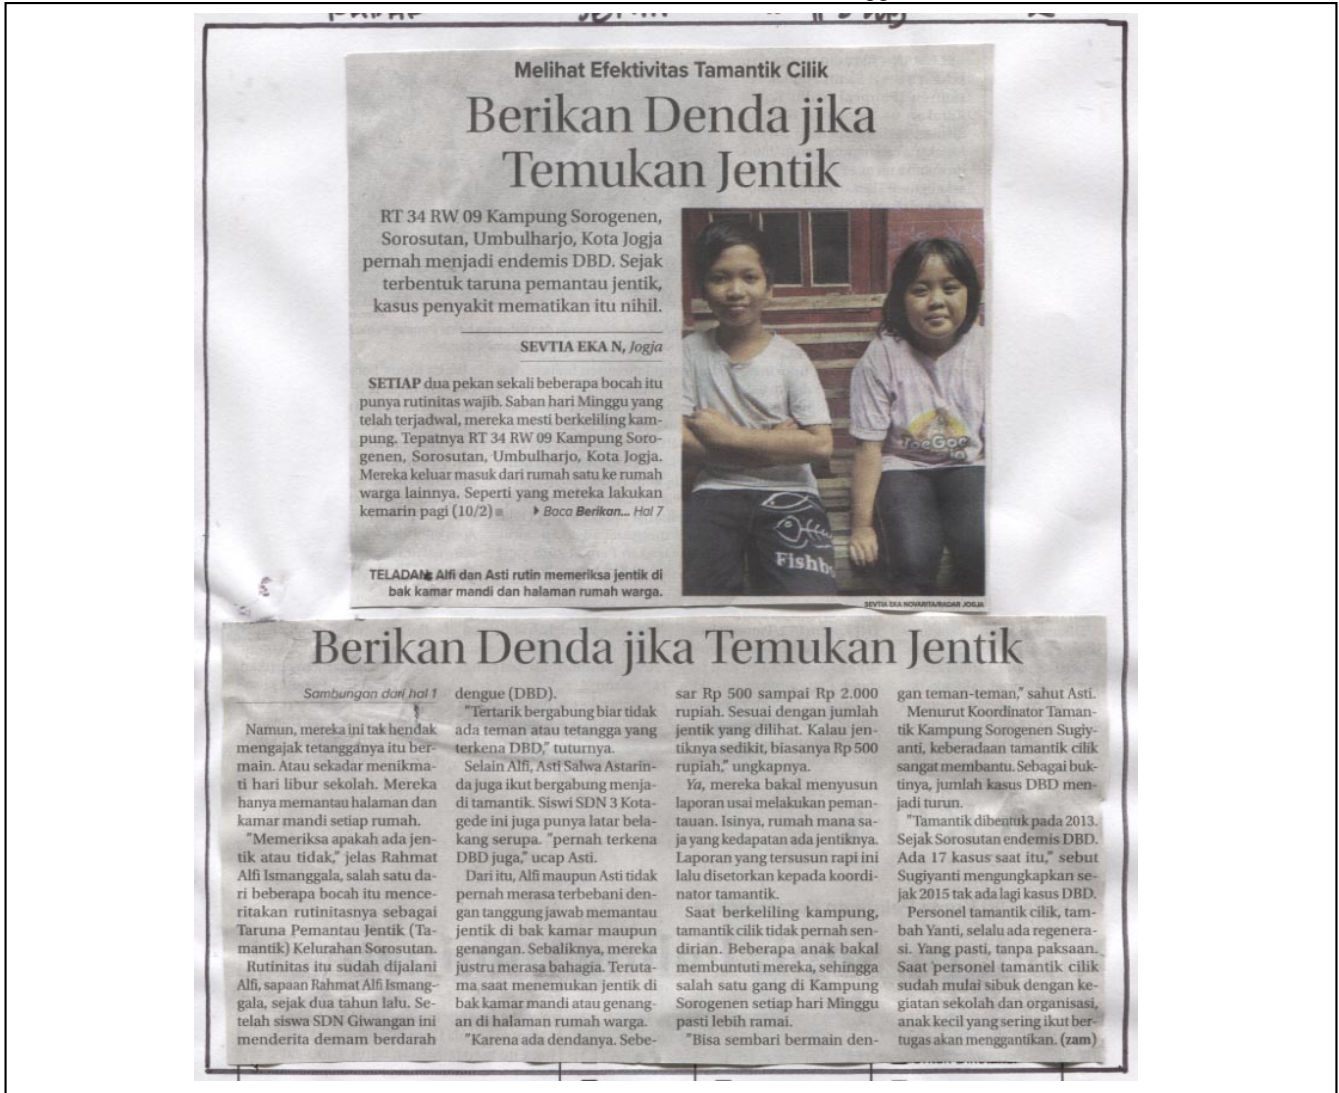 Melihat Efektivitas Tamantik Cilik
Berikan Denda jika
Temukan Jentik
RT 34 RW 09 Kampung Sorogenen,
Sorosutan, Umbulharjo, Kota Jogja
pernah menjadi endemis DBD. Sejak
terbentuk taruna pemantau jentik,
kasus penyakit mematikan itu nihil.
SEVTIA EKA N, Jogja
SETIAP dua pekan sekali beberapa bocah itu
punya rutinitas wajib. Saban hari Minggu yang
telah terjadwal, mereka mesti berkeliling kam-
pung. Tepatnya RT 34 RW 09 Kampung Soro-
genen, Sorosutan, Umbulharjo, Kota Jogja.
Mereka keluar masuk dari rumah satu ke rumah
warga lainnya. Seperti yang mereka lakukan
kemarin pagi (10/2)
Baca Berikan... Hal 7
TELADAN: Alfi dan Asti rutin memeriksa jentik di
bak kamar mandi dan halaman rumah warga.
Fishb
SEVTIA EKA NOVARITA/RADAR JOGJA
Berikan Denda jika Temukan Jentik
Sambungan dari hal 1
Namun, mereka ini tak hendak
mengajak tetangganya itu ber-
main. Atau sekadar menikma-
ti hari libur sekolah. Mereka
hanya memantau halaman dan
kamar mandi setiap rumah.
"Memeriksa apakah ada jen-
tik atau tidak," jelas Rahmat
Alfi Ismanggala, salah satu da-
ri beberapa bocah itu mence-
ritakan rutinitasnya sebagai
Taruna Pemantau Jentik (Ta-
mantik) Kelurahan Sorosutan.
Rutinitas itu sudah dijalani
Alfi, sapaan Rahmat Alfi Ismang-
gala, sejak dua tahun lalu. Se-
telah siswa SDN Giwangan ini
menderita demam berdarah
dengue (DBD).
"Tertarik bergabung biar tidak
ada teman atau tetangga yang
terkena DBD," tuturnya.
Selain Alfi, Asti Salwa Astarin-
da juga ikut bergabung menja-
di tamantik. Siswi SDN 3 Kota-
gede ini juga punya latar bela-
kang serupa. "pernah terkena
DBD juga," ucap Asti.
Dari itu, Alfi maupun Asti tidak
pernah merasa terbebani den-
gan tanggung jawab memantau
jentik di bak kamar maupun
genangan. Sebaliknya, mereka
justru merasa bahagia. Teruta-
ma saat menemukan jentik di
bak kamar mandi atau genang-
an di halaman rumah warga.
"Karena ada dendanya. Sebe-
sar Rp 500 sampai Rp 2.000
rupiah. Sesuai dengan jumlah
jentik yang dilihat. Kalau jen-
tiknya sedikit, biasanya Rp 500
rupiah," ungkapnya.
Ya, mereka bakal menyusun
laporan usai melakukan peman-
tauan. Isinya, rumah mana sa-
ja yang kedapatan ada jentiknya.
Laporan yang tersusun rapi ini
lalu disetorkan kepada koordi-
nator tamantik.
Saat berkeliling kampung,
tamantik cilik tidak pernah sen-
dirian. Beberapa anak bakal
membuntuti mereka, sehingga
salah satu gang di Kampung
Sorogenen setiap hari Minggu
pasti lebih ramai.
"Bisa sembari bermain den-
gan teman-teman," sahut Asti.
Menurut Koordinator Taman-
tik Kampung Sorogenen Sugiy-
anti, keberadaan tamantik cilik
sangat membantu. Sebagai buk-
tinya, jumlah kasus DBD men-
jadi turun.
"Tamantik dibentuk pada 2013.
Sejak Sorosutan endemis DBD.
Ada 17 kasus saat itu," sebut
Sugiyanti mengungkapkan se-
jak 2015 tak ada lagi kasus DBD.
Personel tamantik cilik, tam-
bah Yanti, selalu ada regenera-
si. Yang pasti, tanpa paksaan.
Saat personel tamantik cilik
sudah mulai sibuk dengan ke-
giatan sekolah dan organisasi,
anak kecil yang sering ikut ber-
tugas akan menggantikan. (zam)